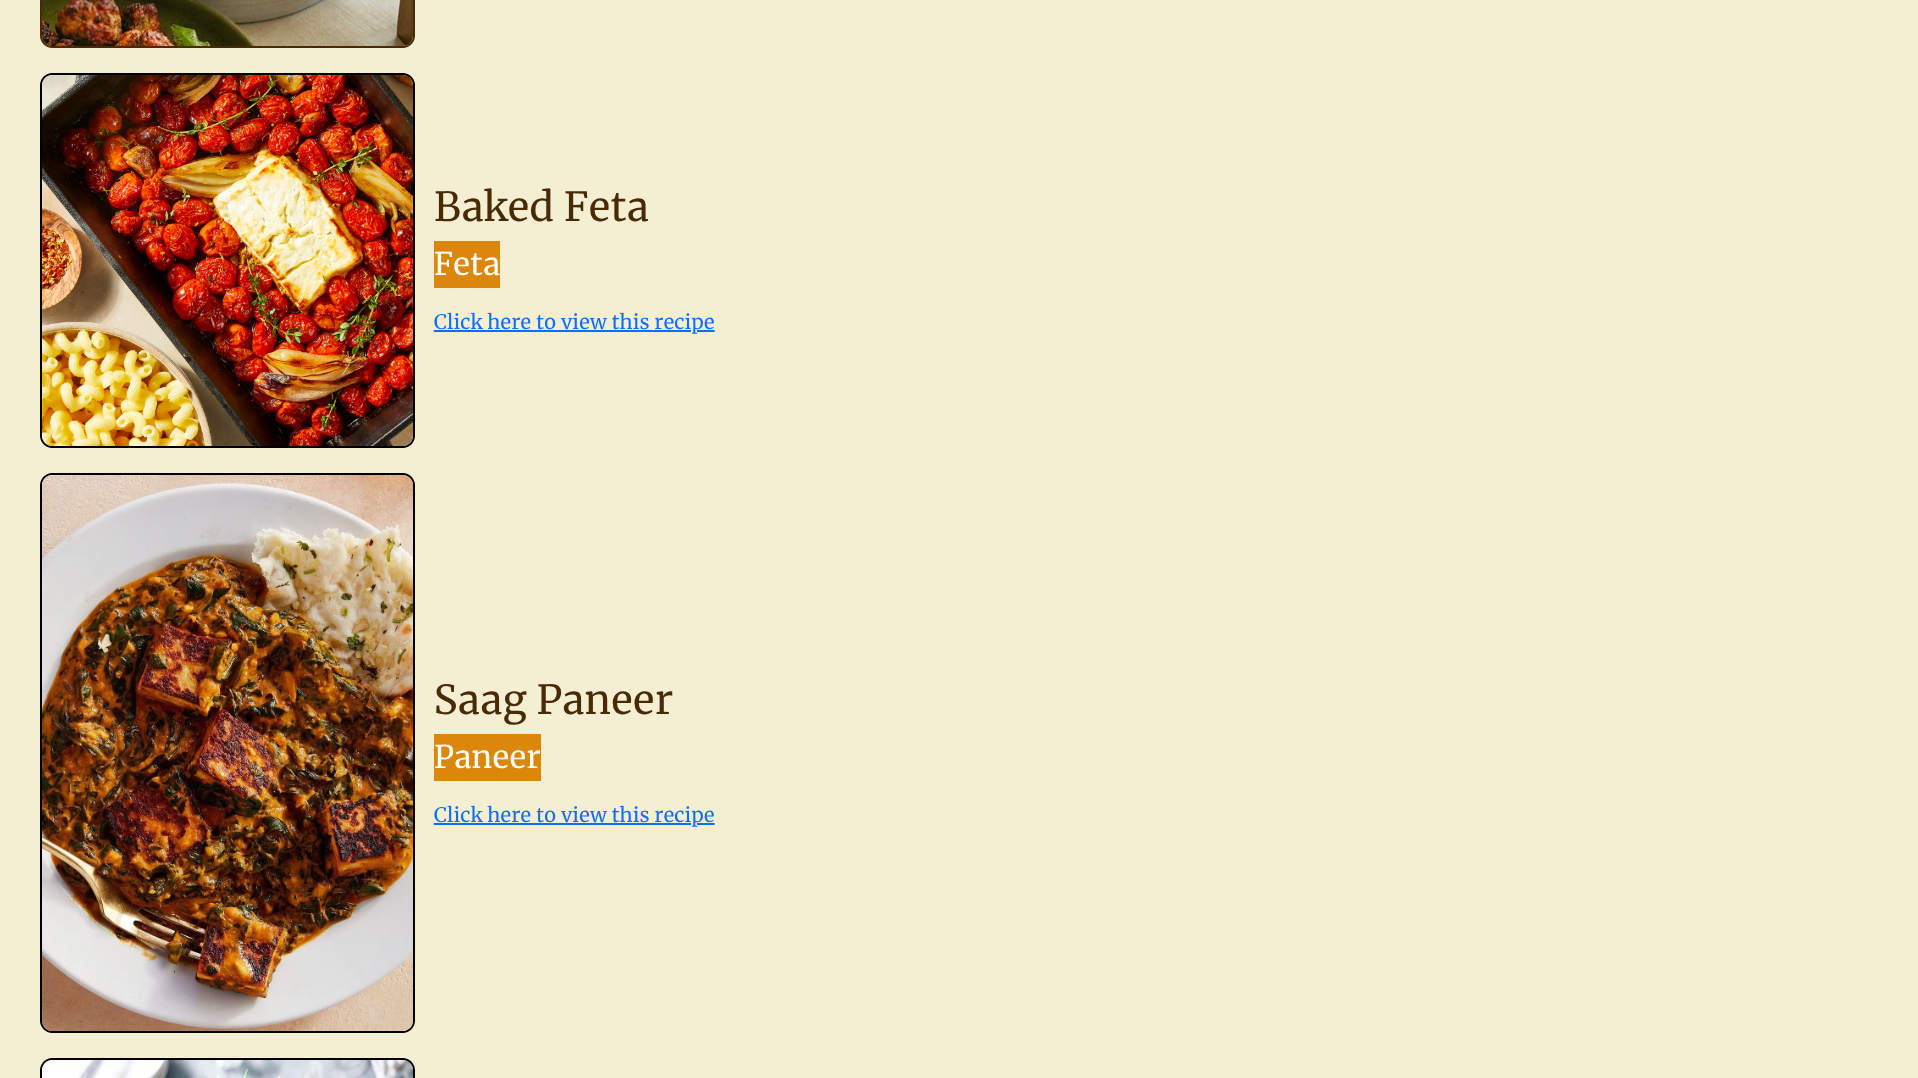 Baked Feta
Feta
Click here to view this recipe
Saag Paneer
Paneer
Click here to view this recipe